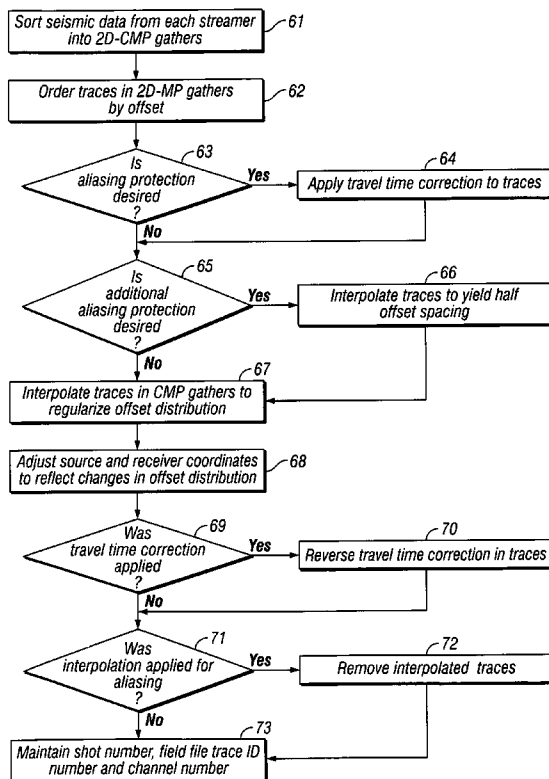 Sort seismic data from each streamer
into 2D-CMP gathers
61
Order traces in 2D-MP gathers
by offset
62
63
Is
aliasing protection
desired
?
Yes
64
Apply travel time correction to traces
No
65
Is
additional
aliasing protection
desired
?
Yes
66
Interpolate traces to yield half
offset spacing
No
67
Interpolate traces in CMP gathers to
regularize offset distribution
Adjust source and receiver coordinates
to reflect changes in offset distribution
68
69
Was
travel time correction
applied
?
Yes
70
Reverse travel time correction in traces
No
71
Was
interpolation applied for
aliasing
?
Yes
72
Remove interpolated traces
No
73
Maintain shot number, field file trace ID
number and channel number